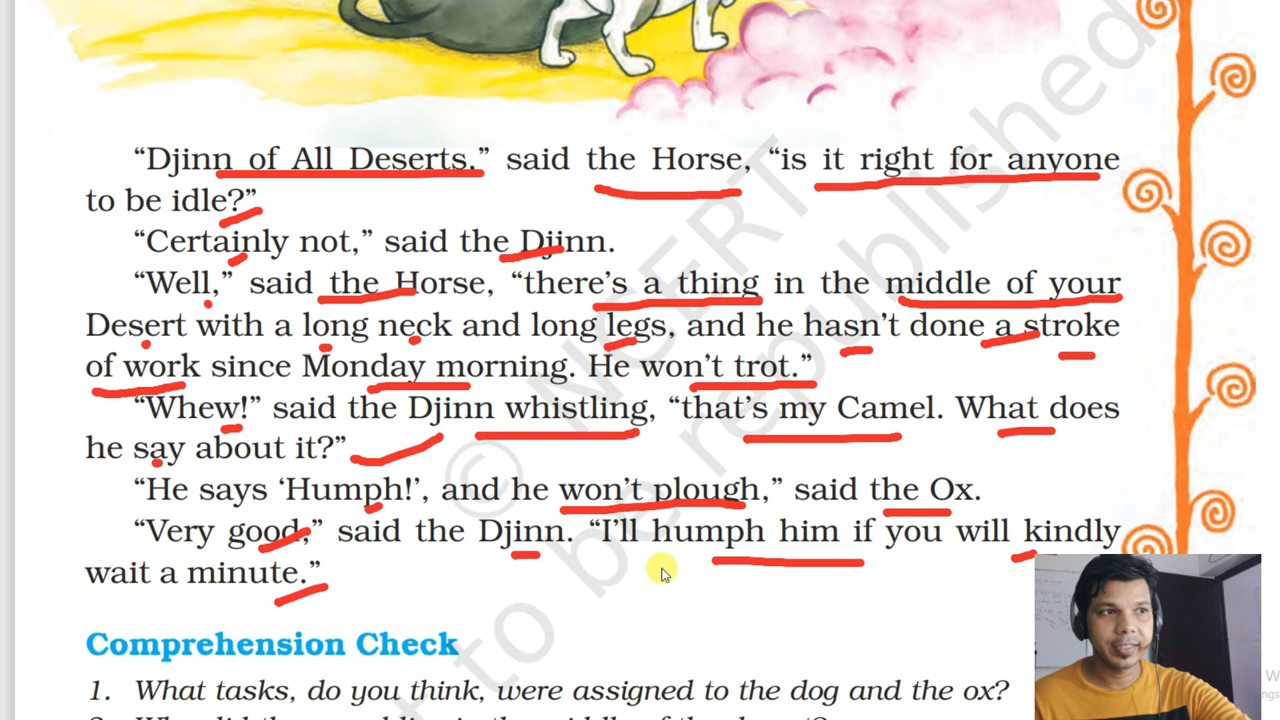 “Djinn of All Deserts.” said the Horse, “is it right for anyone
to be idle?”
“Certainly not,” said the Djinn.
“Well,” said the Horse, “there’s a thing in the middle of your
Desert with a long neck and long legs, and he hasn’t done a stroke
of work since Monday morning. He won’t trot.”
“Whew!” said the Djinn whistling, “that’s my Camel. What does
he say about it?”
“He says ‘Humph!’, and he won’t plough,” said the Ox.
“Very good,” said the Djinn. “I’ll humph him if you will kindly
wait a minute.”
Comprehension Check
1. What tasks, do you think, were assigned to the dog and the ox?
© NCERT
to be republished